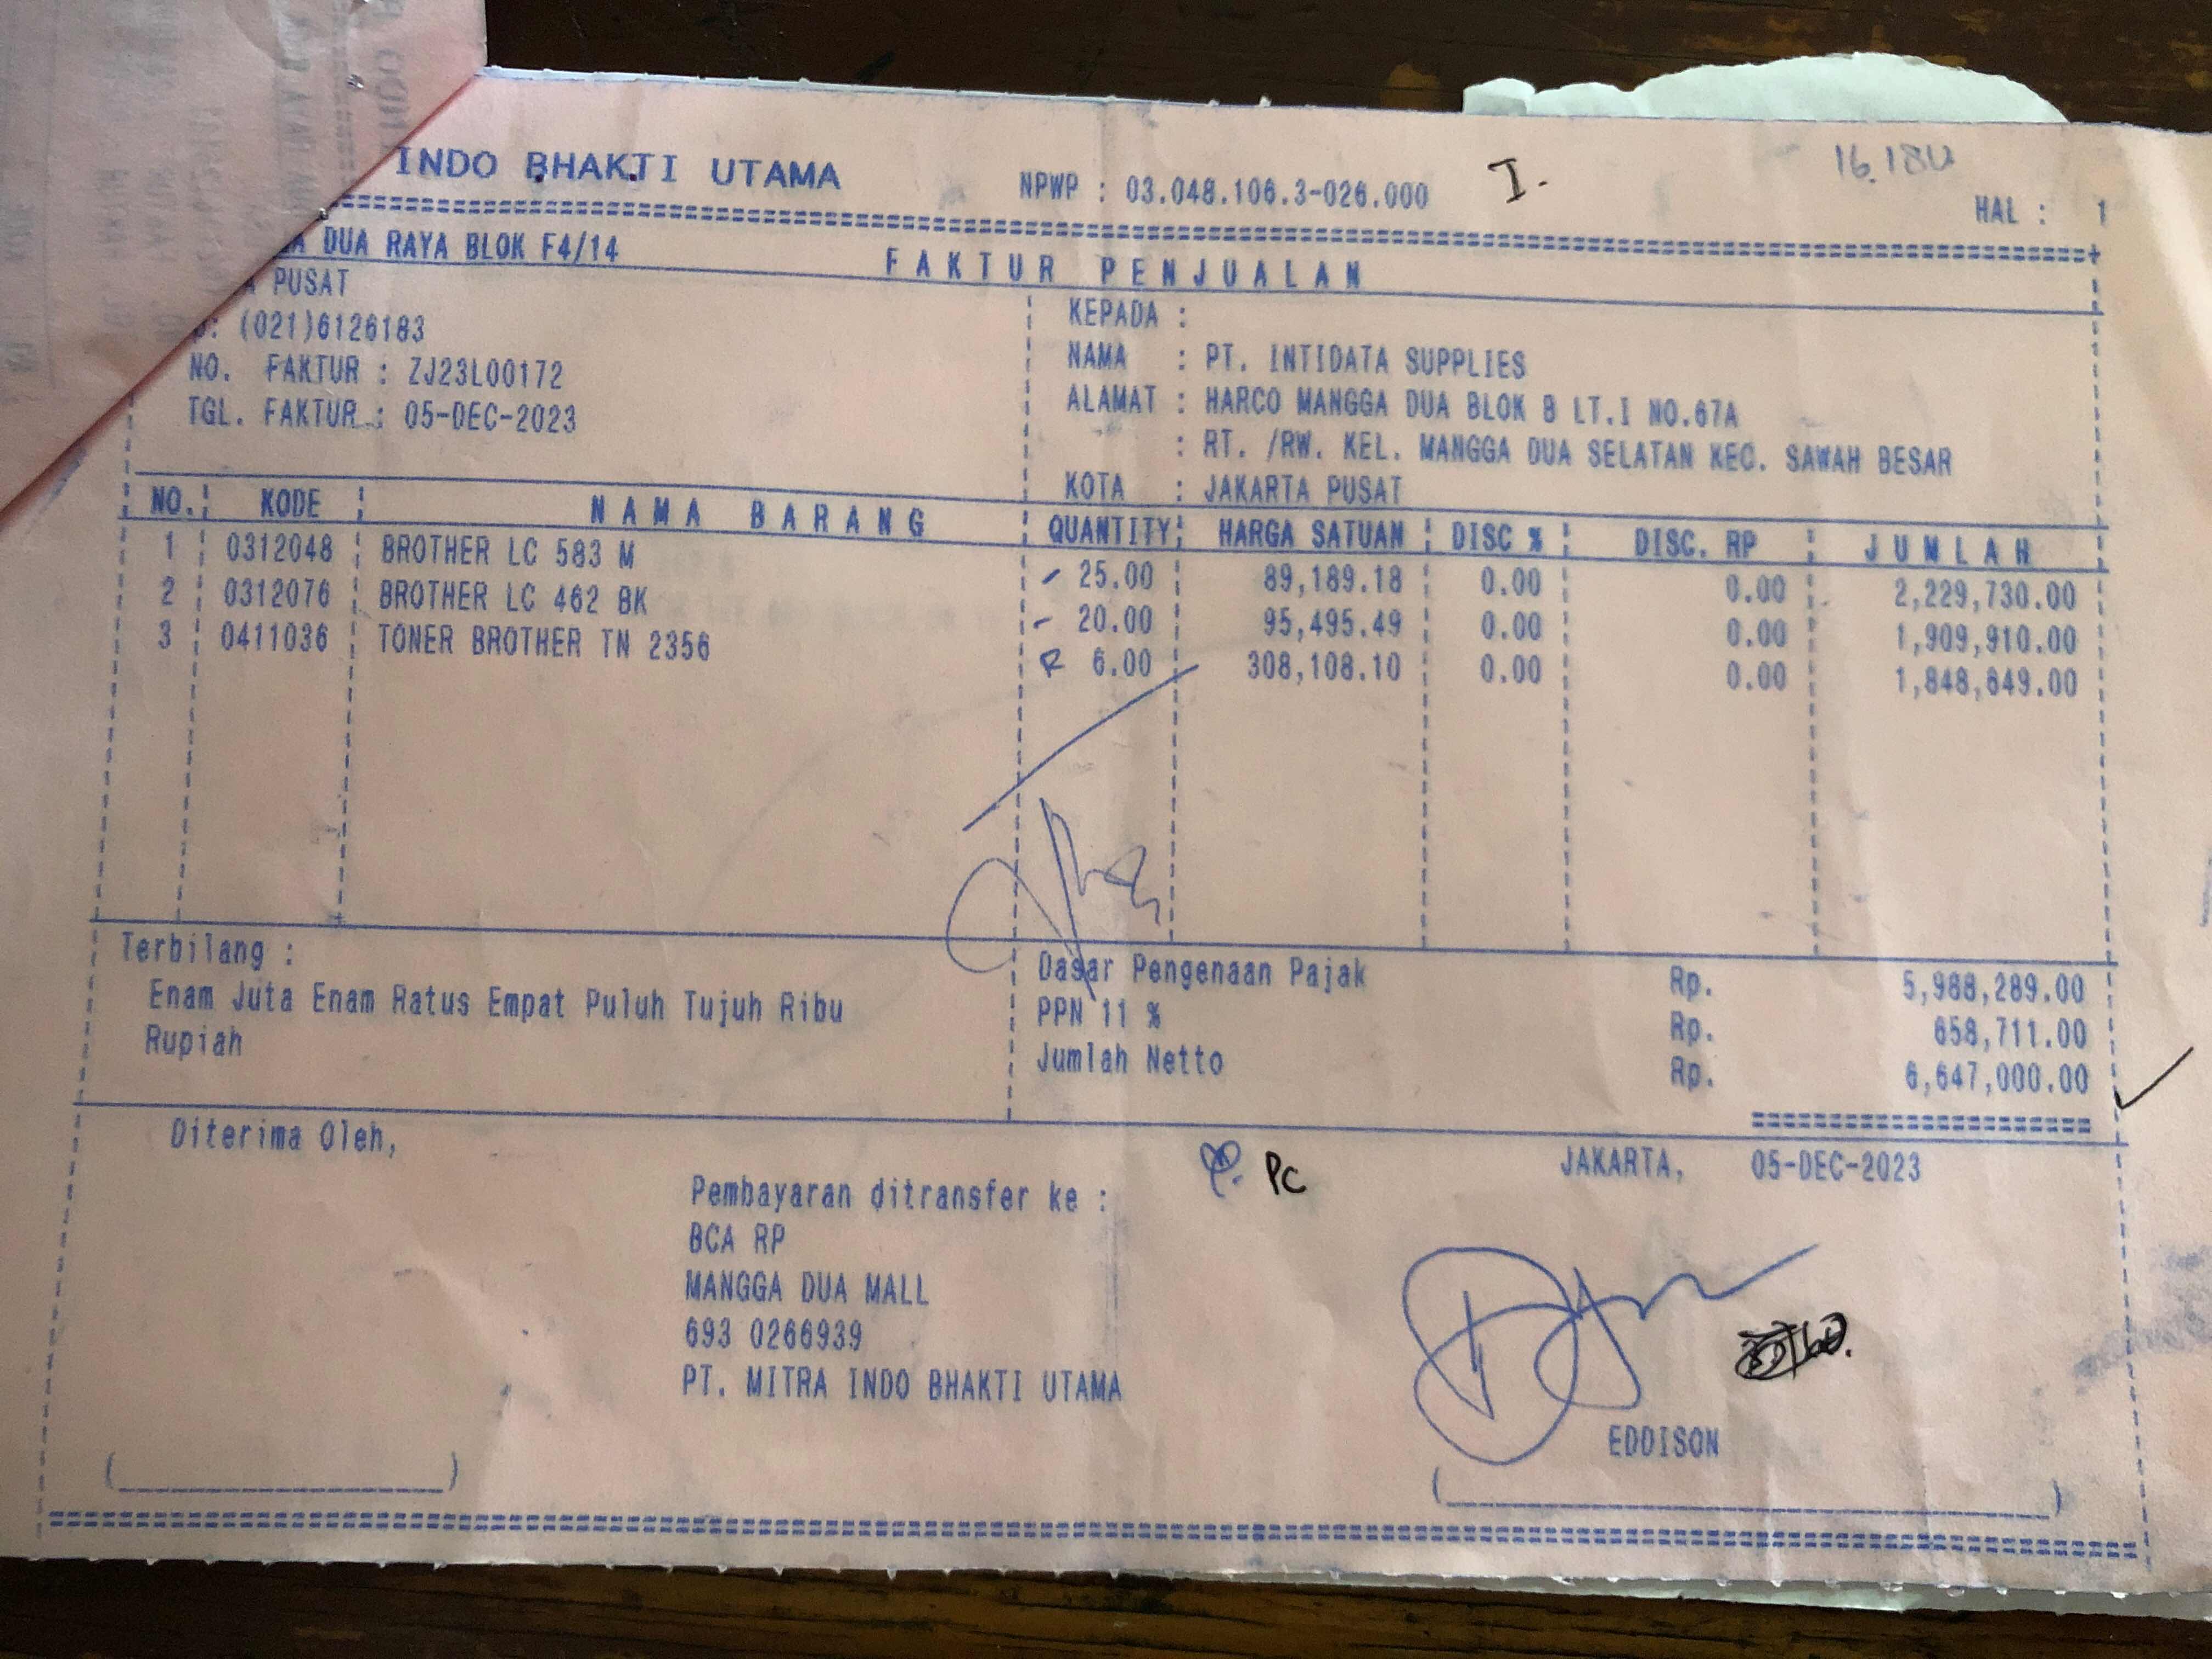 INDO BHAKTI UTAMA
NPWP : 03.048.106.3-026.000
I.
HAL : 1
DUA RAYA BLOK F4/14
FAKTUR PENJUALAN
PUSAT
: (021)6126183
NO. FAKTUR : ZJ23L00172
TGL. FAKTUR : 05-DEC-2023
KEPADA :
NAMA : PT. INTIDATA SUPPLIES
ALAMAT : HARCO MANGGA DUA BLOK B LT.I NO.67A
: RT. /RW. KEL. MANGGA DUA SELATAN KEC. SAWAH BESAR
KOTA : JAKARTA PUSAT
NO. KODE NAMA BARANG QUANTITY HARGA SATUAN DISC % DISC. RP JUMLAH
1 0312048 BROTHER LC 583 M 25.00 89,189.18 0.00 0.00 2,229,730.00
2 0312076 BROTHER LC 462 BK 20.00 95,495.49 0.00 0.00 1,909,910.00
3 0411036 TONER BROTHER TN 2356 6.00 308,108.10 0.00 0.00 1,848,649.00
Terbilang :
Enam Juta Enam Ratus Empat Puluh Tujuh Ribu
Rupiah
Dasar Pengenaan Pajak Rp. 5,988,289.00
PPN 11 % Rp. 658,711.00
Jumlah Netto Rp. 6,647,000.00
Diterima Oleh,
PC
JAKARTA, 05-DEC-2023
Pembayaran ditransfer ke :
BCA RP
MANGGA DUA MALL
693 0266939
PT. MITRA INDO BHAKTI UTAMA
EDDISON